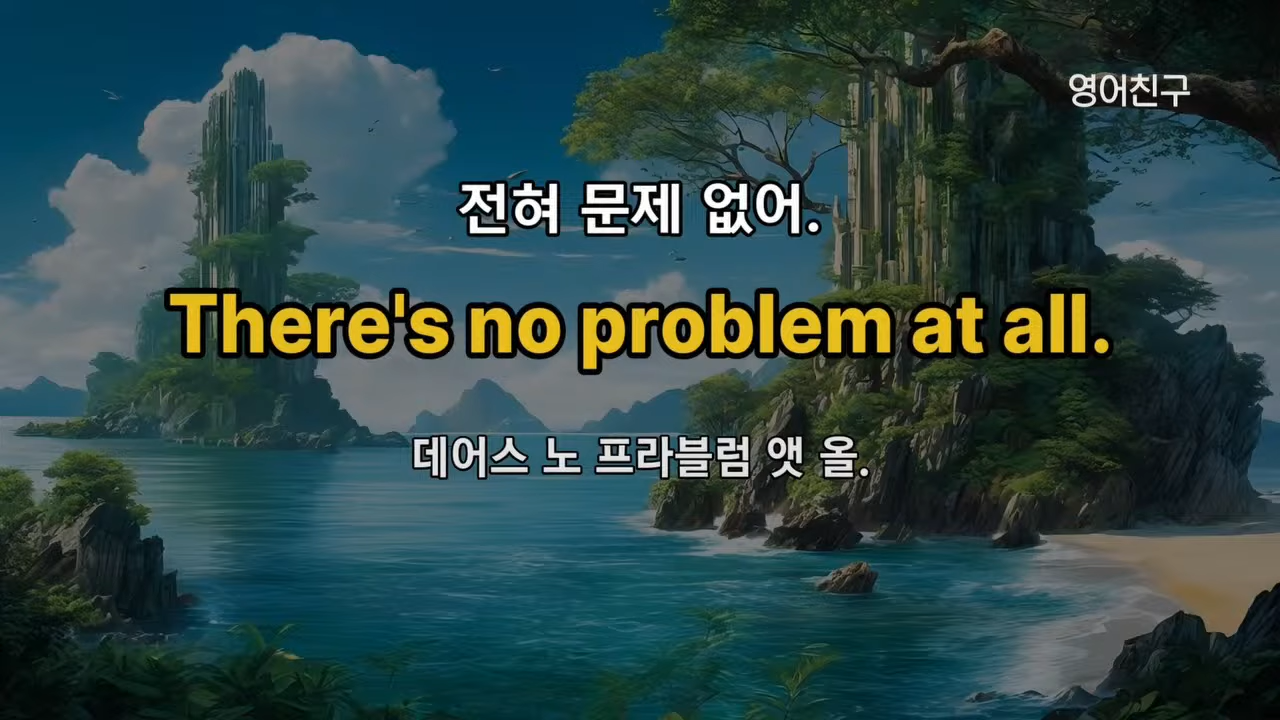 영어친구
전혀 문제 없어.
There's no problem at all.
데어스 노 프라블럼 앳 올.